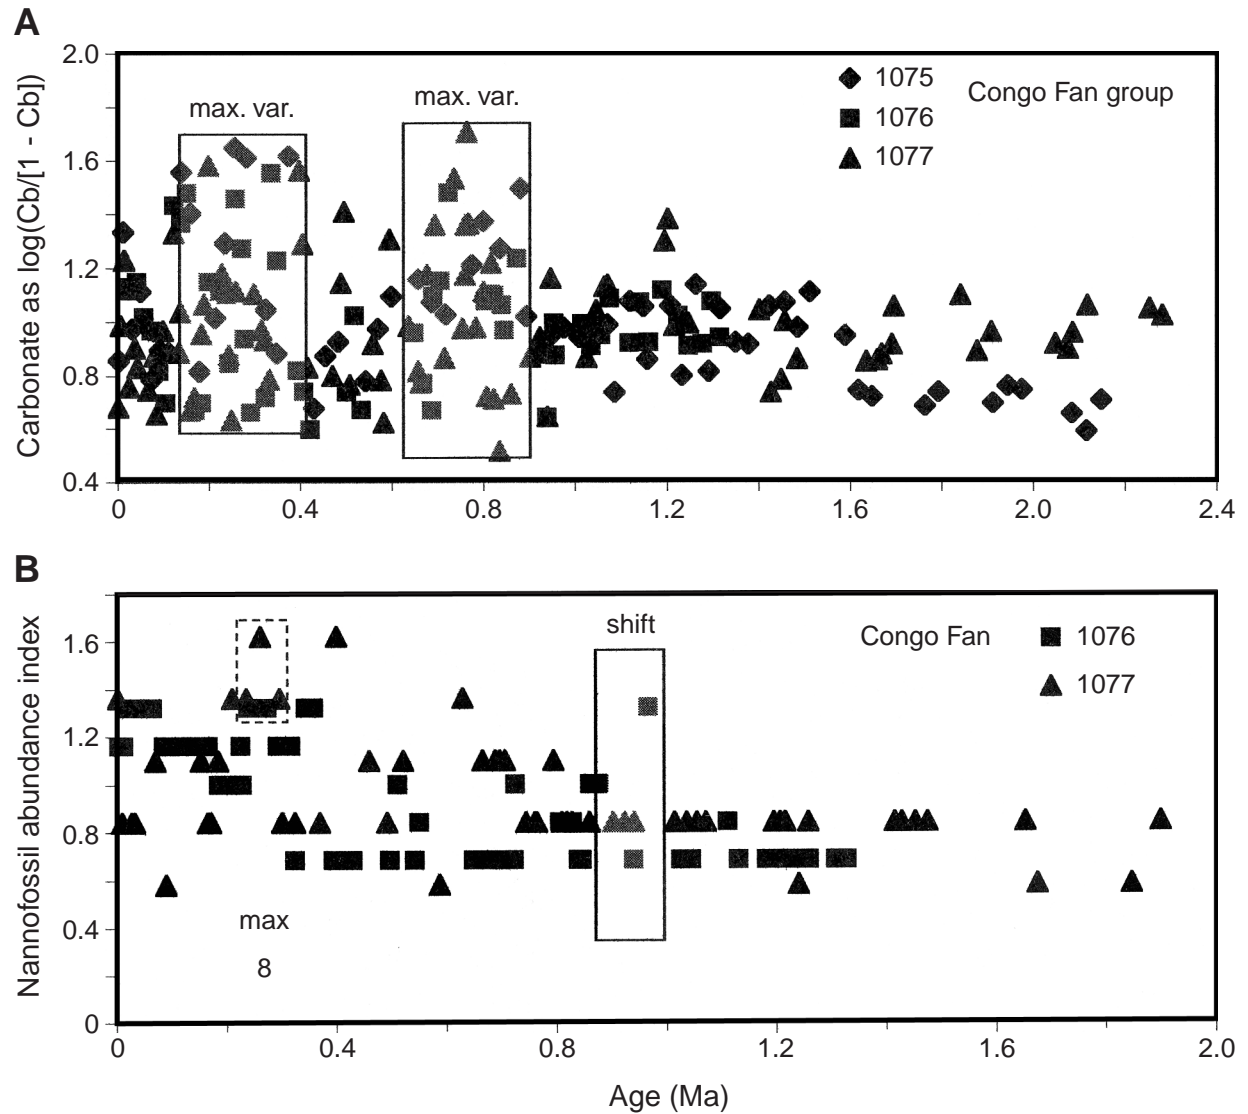 A
Carbonate as log(Cb/[1 - Cb])
2.0
1.6
1.2
0.8
0.4
max. var.
max. var.
1075
1076
1077
Congo Fan group
0 0.4 0.8 1.2 1.6 2.0 2.4
B
Nannofossil abundance index
1.6
1.2
0.8
0.4
0
shift
Congo Fan
1076
1077
max
8
0 0.4 0.8 1.2 1.6 2.0
Age (Ma)